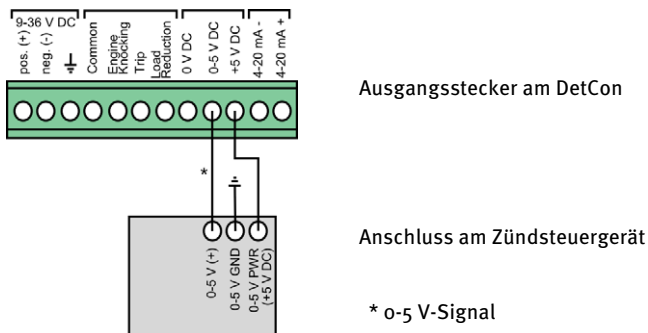 9-36 V DC
pos. (+)
neg. (-)
Common
Engine
Knocking
Trip
Load
Reduction
0 V DC
0-5 V DC
+5 V DC
4-20 mA -
4-20 mA +
Ausgangsstecker am DetCon
*
0-5 V (+)
0-5 V GND
0-5 V PWR
(+5 V DC)
Anschluss am Zündsteuergerät
* 0-5 V-Signal